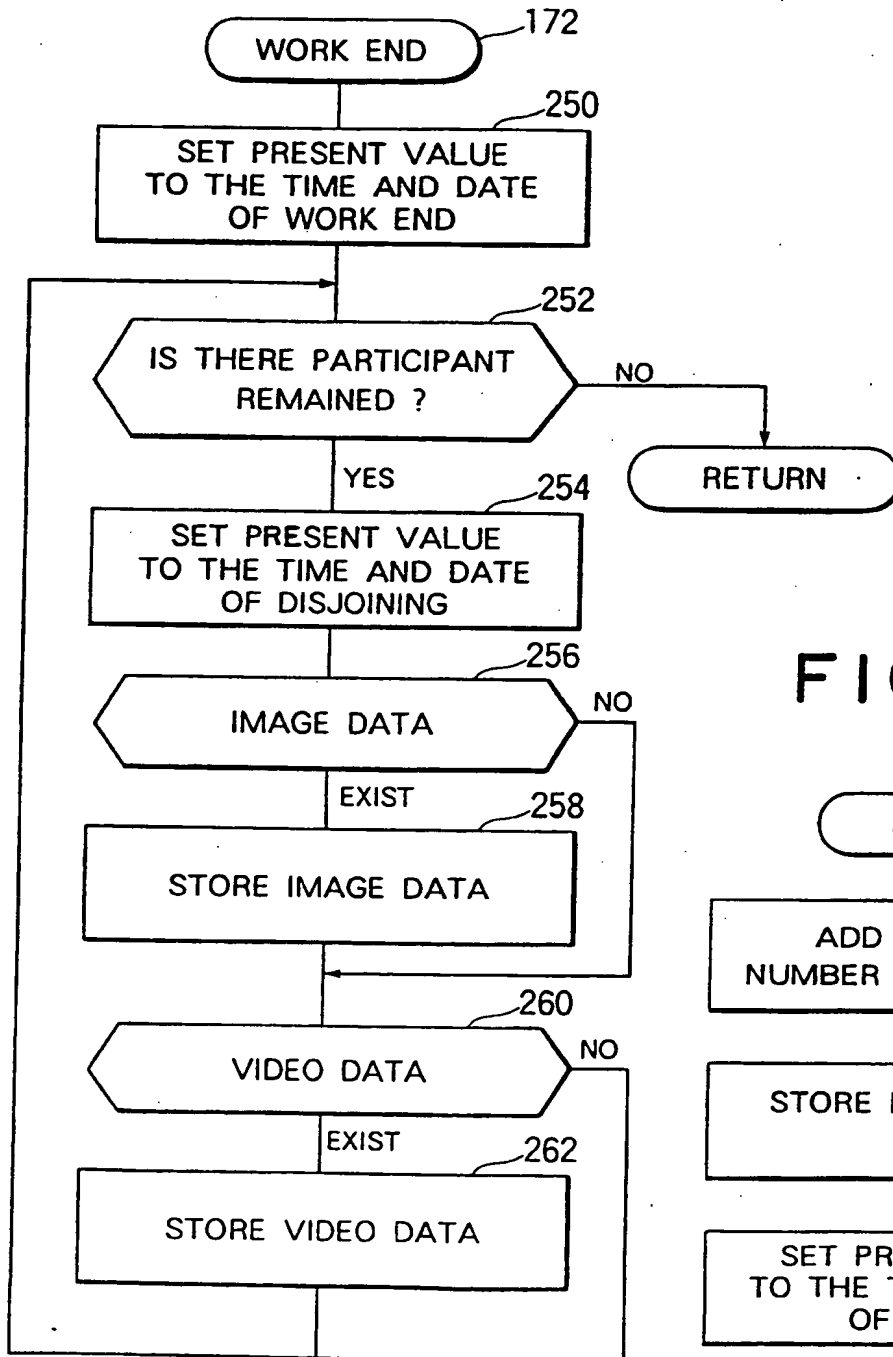 WORK END
172
250
SET PRESENT VALUE
TO THE TIME AND DATE
OF WORK END
252
IS THERE PARTICIPANT
REMAINED ?
NO
RETURN
YES
254
SET PRESENT VALUE
TO THE TIME AND DATE
OF DISJOINING
256
IMAGE DATA
NO
EXIST
258
STORE IMAGE DATA
260
VIDEO DATA
NO
EXIST
262
STORE VIDEO DATA
ADD
NUMBER
STORE
SET
TO THE
OF